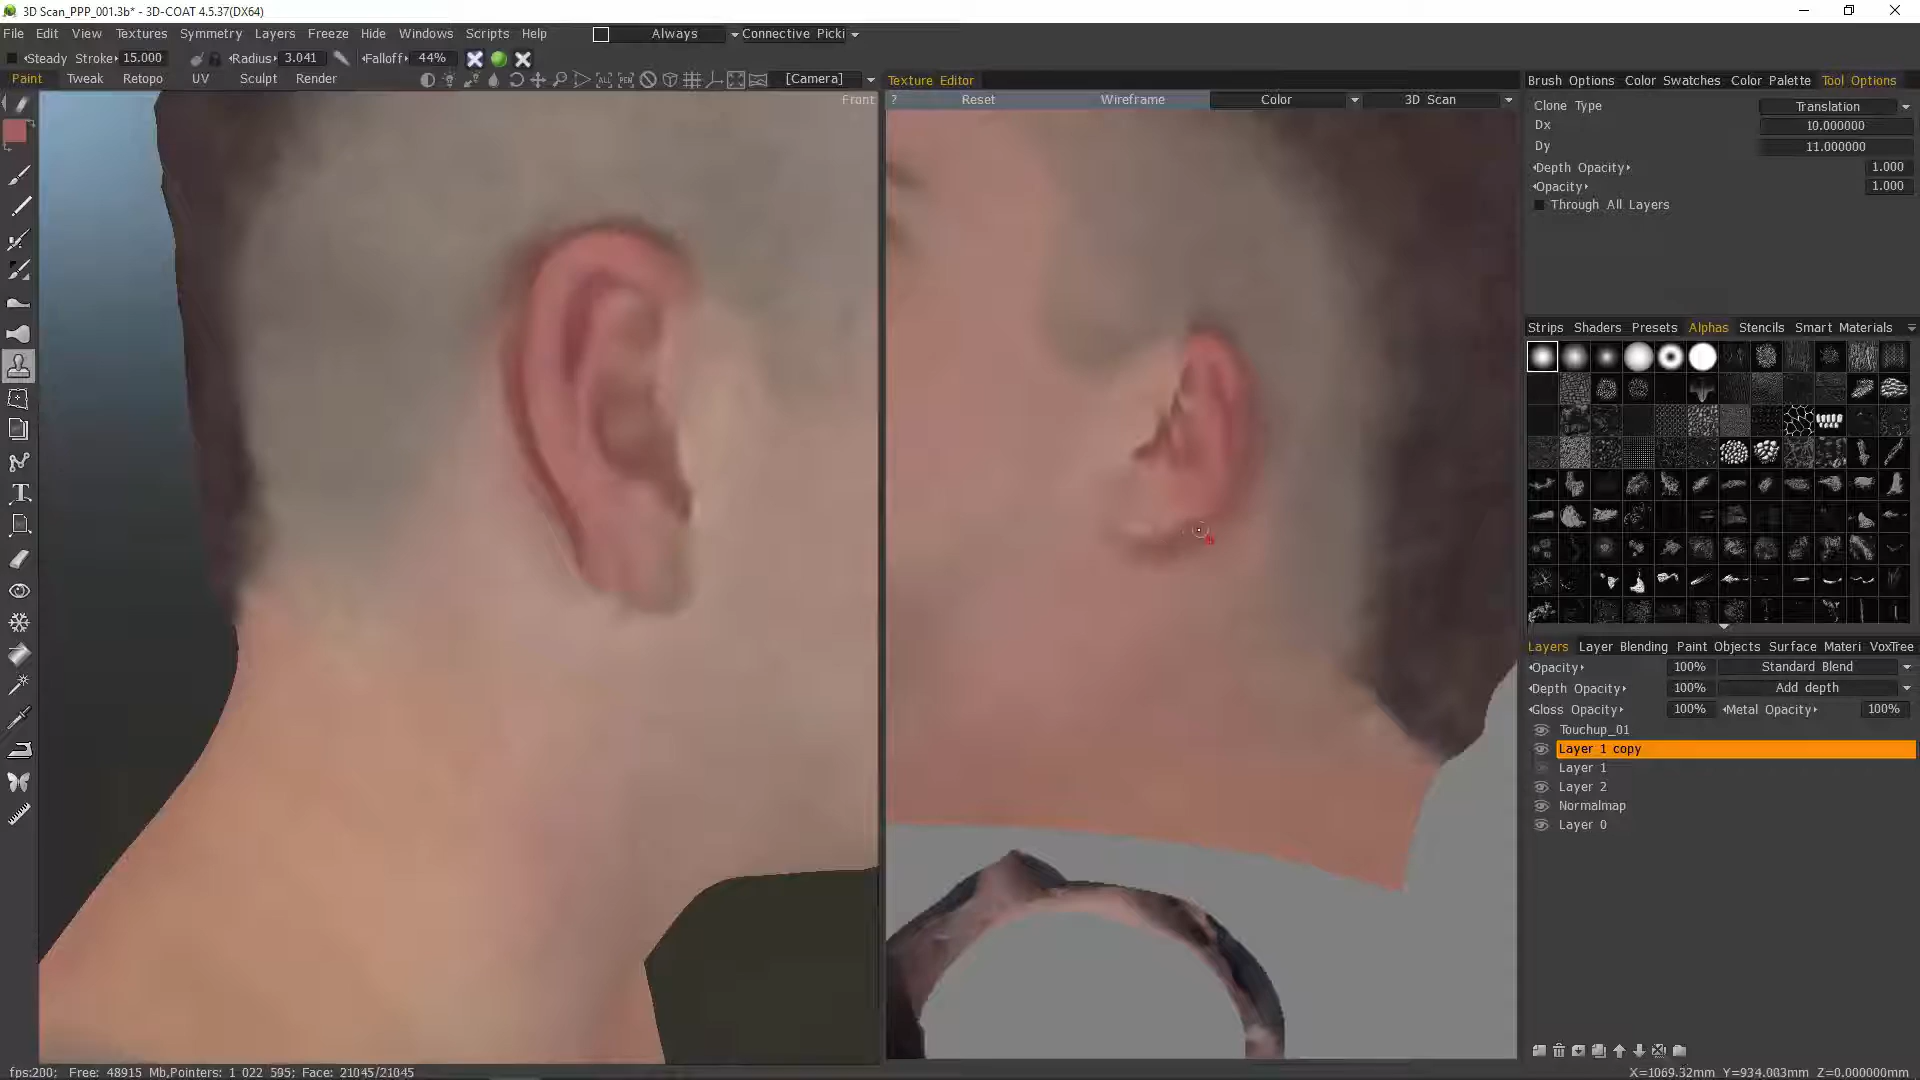 3D Scan_PPP_001.3b* - 3D-COAT 4.5.37(DX64)
File Edit View Textures Symmetry Layers Freeze Hide Windows Scripts Help Always Connective Picki
Steady Stroke 15.000 Radius 3.041 Falloff 44%
Paint Tweak Retopo UV Sculpt Render [Camera]
Texture Editor
Brush Options Color Swatches Color Palette Tool Options
Front
? Reset Wireframe Color 3D Scan
Clone Type Translation
Dx 10.000000
Dy 11.000000
Depth Opacity 1.000
Opacity 1.000
Through All Layers
Strips Shaders Presets Alphas Stencils Smart Materials
Layers Layer Blending Paint Objects Surface Materi VoxTree
Opacity 100% Standard Blend
Depth Opacity 100% Add depth
Gloss Opacity 100% Metal Opacity 100%
Touchup_01
Layer 1 copy
Layer 1
Layer 2
Normalmap
Layer 0
fps:200; Free: 48915 Mb,Pointers: 1 022 595; Face: 21045/21045
X=1069.32mm Y=934.003mm Z=0.000000mm